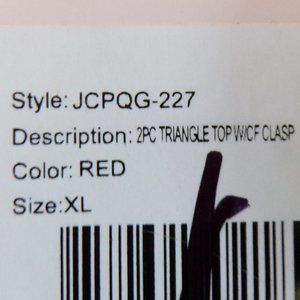 Style: JCPQG-227
Description: 2PC TRIANGLE TOP W/CF CLASP
Color: RED
Size: XL